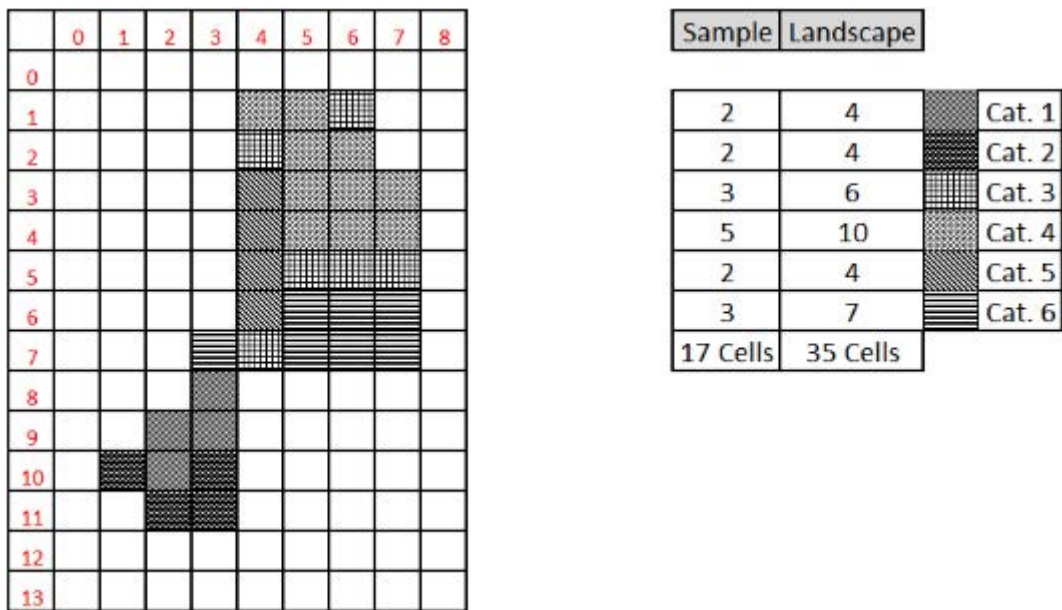 0 1 2 3 4 5 6 7 8
0
1
2
3
4
5
6
7
8
9
10
11
12
13
Sample Landscape
2 4 Cat. 1
2 4 Cat. 2
3 6 Cat. 3
5 10 Cat. 4
2 4 Cat. 5
3 7 Cat. 6
17 Cells 35 Cells